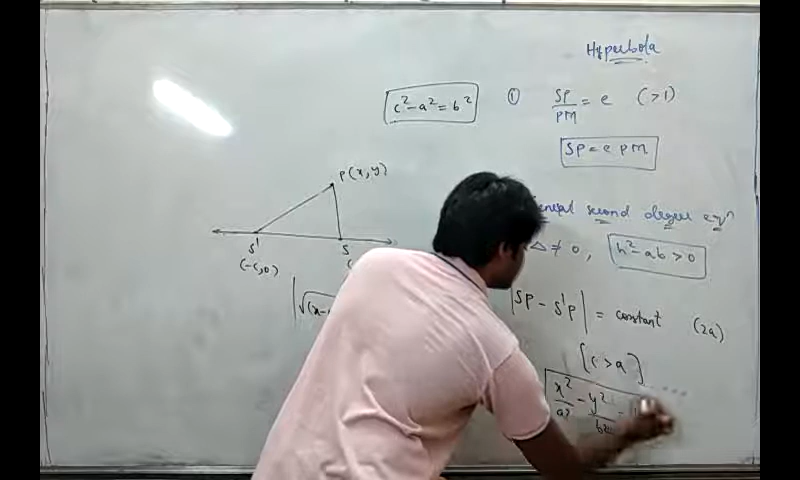 Hyperbola
c² - a² = b²
① SP/PM = e (>1)
SP = e PM
P(x,y)
second degree eqⁿ
S' S
Δ ≠ 0, h² - ab > 0
(-c,0)
|SP - S'P| = constant (2a)
[c > a]
x²/a² - y²/b²